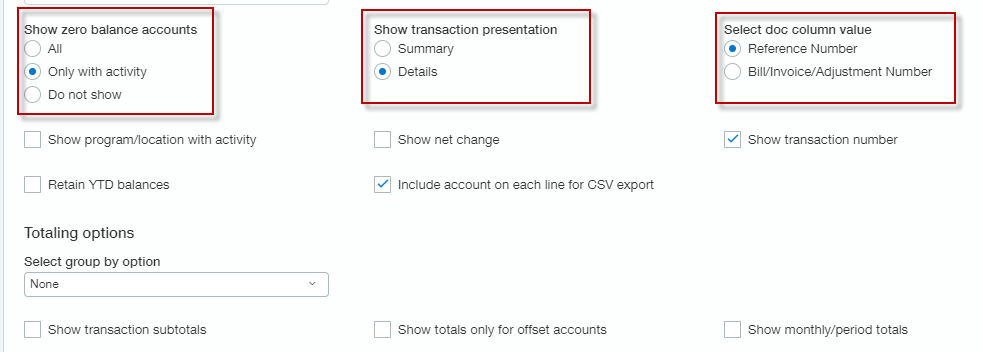 Show zero balance accounts
All
Only with activity
Do not show
Show transaction presentation
Summary
Details
Select doc column value
Reference Number
Bill/Invoice/Adjustment Number
Show program/location with activity
Show net change
Show transaction number
Retain YTD balances
Include account on each line for CSV export
Totaling options
Select group by option
None
Show transaction subtotals
Show totals only for offset accounts
Show monthly/period totals